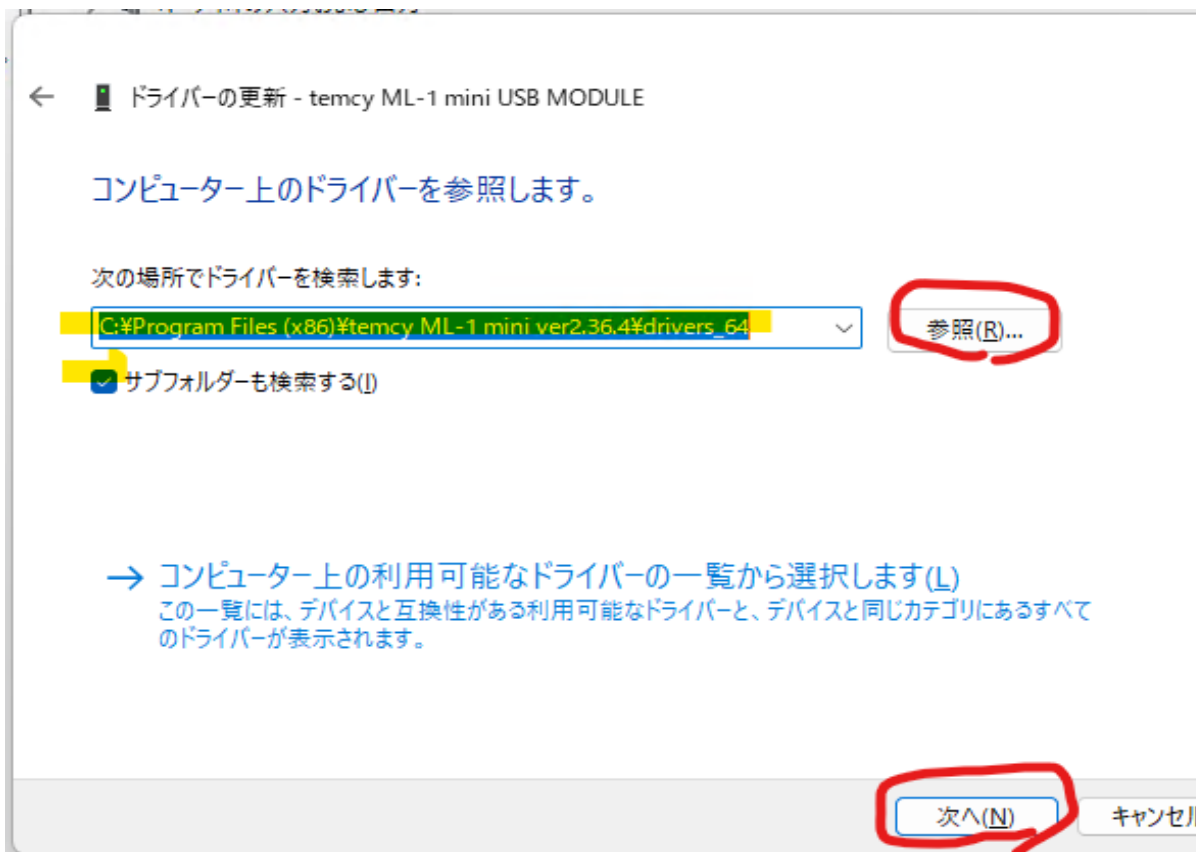 ドライバーの更新 - temcy ML-1 mini USB MODULE
コンピューター上のドライバーを参照します。
次の場所でドライバーを検索します:
C:¥Program Files (x86)¥temcy ML-1 mini ver2.36.4¥drivers_64
参照(R)...
サブフォルダーも検索する(I)
コンピューター上の利用可能なドライバーの一覧から選択します(L)
この一覧には、デバイスと互換性がある利用可能なドライバーと、デバイスと同じカテゴリにあるすべて
のドライバーが表示されます。
次へ(N)
キャンセル